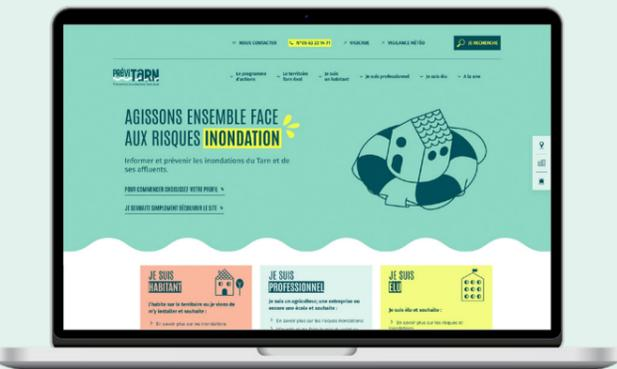 NOUS CONTACTER
VIGICRUE
VIGILANCE MÉTÉO
JE RECHERCHE
PRÉVI TARN
Le programme
d'actions
Le territoire
Tarn Aval
Je suis
un habitant
Je suis professionnel
Je suis élu
A la une
AGISSONS ENSEMBLE FACE
AUX RISQUES INONDATION
Informer et prévenir les inondations du Tarn et de
ses affluents.
POUR COMMENCER CHOISISSEZ VOTRE PROFIL
JE SOUHAITE SIMPLEMENT DÉCOUVRIR LE SITE
JE SUIS
HABITANT
J'habite sur le territoire ou je viens de
m'y installer et souhaite :
En savoir plus sur les inondations
JE SUIS
PROFESSIONNEL
Je suis un agriculteur, une entreprise ou
encore une école et souhaite :
En savoir plus sur les risques inondations
JE SUIS
ÉLU
Je suis élu et souhaite :
En savoir plus sur les risques et